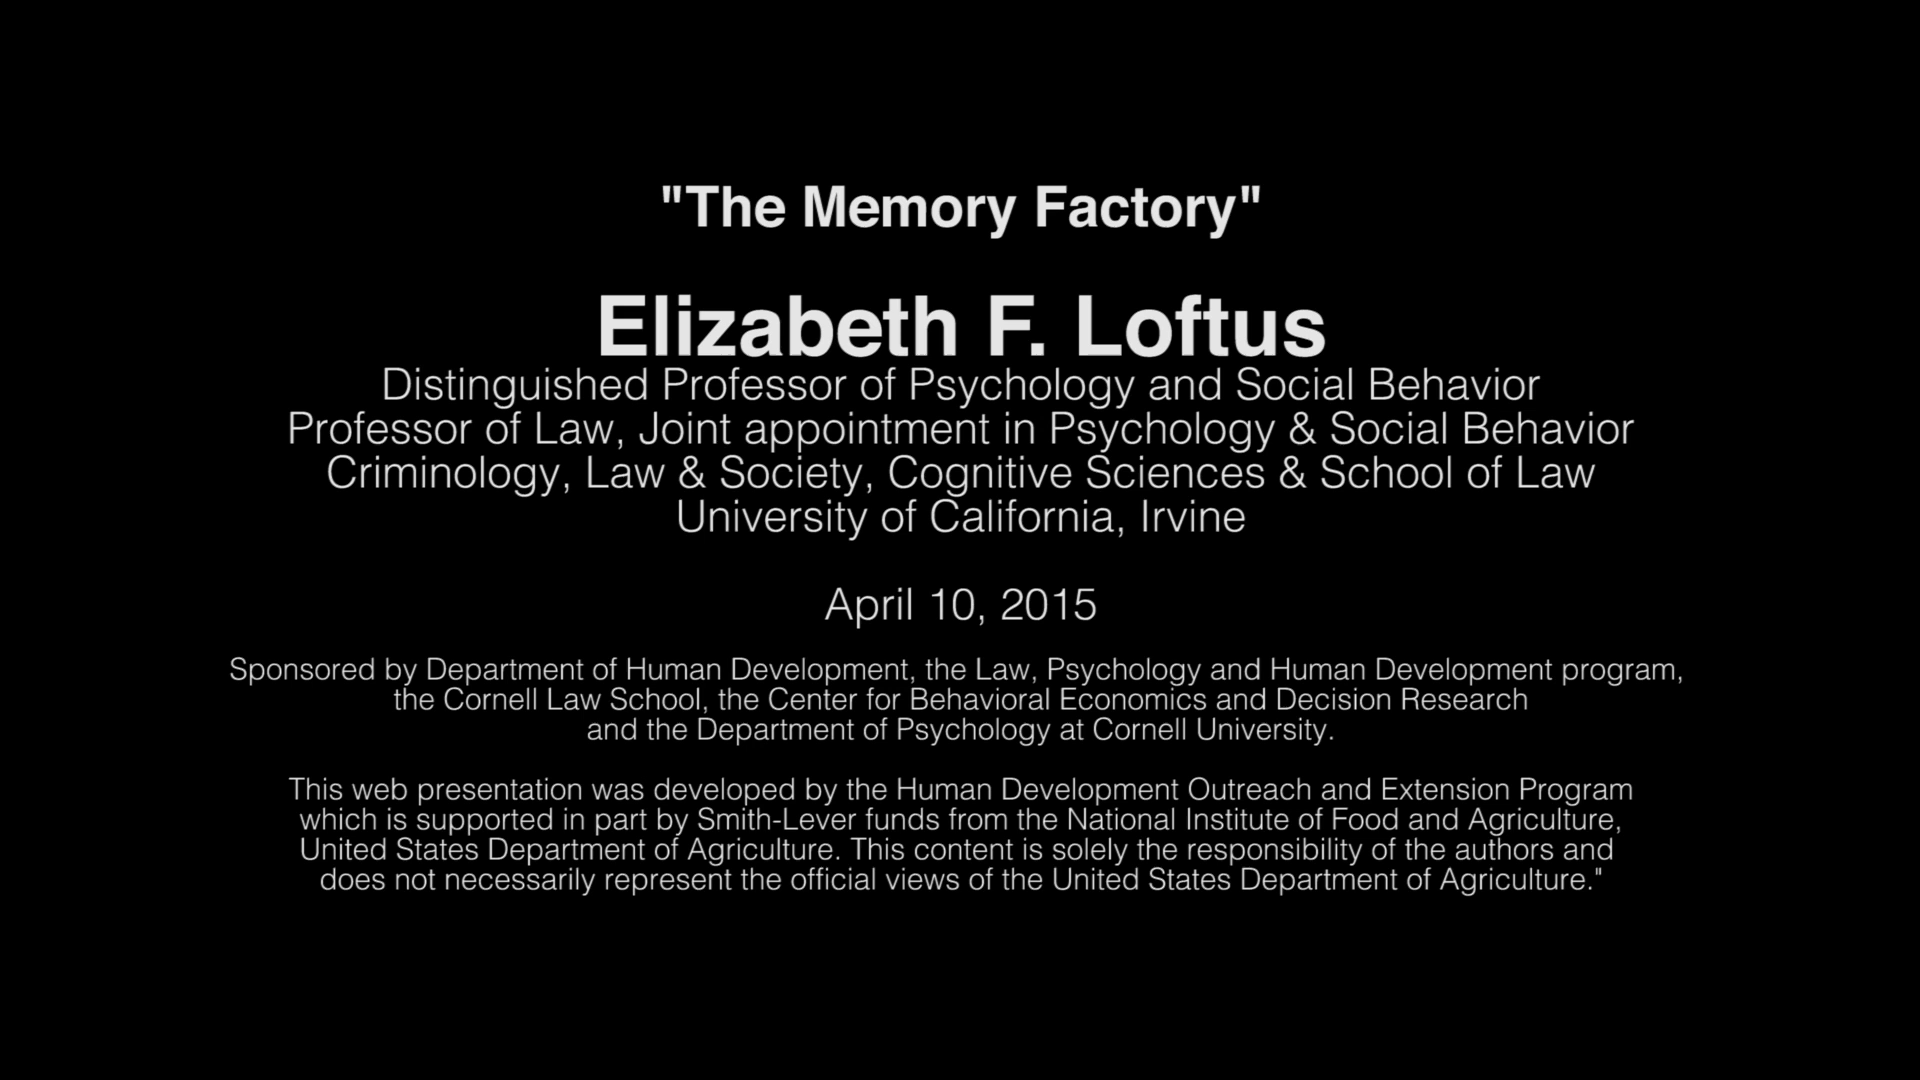 "The Memory Factory"
Elizabeth F. Loftus
Distinguished Professor of Psychology and Social Behavior
Professor of Law, Joint appointment in Psychology & Social Behavior
Criminology, Law & Society, Cognitive Sciences & School of Law
University of California, Irvine
April 10, 2015
Sponsored by Department of Human Development, the Law, Psychology and Human Development program,
the Cornell Law School, the Center for Behavioral Economics and Decision Research
and the Department of Psychology at Cornell University.
This web presentation was developed by the Human Development Outreach and Extension Program
which is supported in part by Smith-Lever funds from the National Institute of Food and Agriculture,
United States Department of Agriculture. This content is solely the responsibility of the authors and
does not necessarily represent the official views of the United States Department of Agriculture."